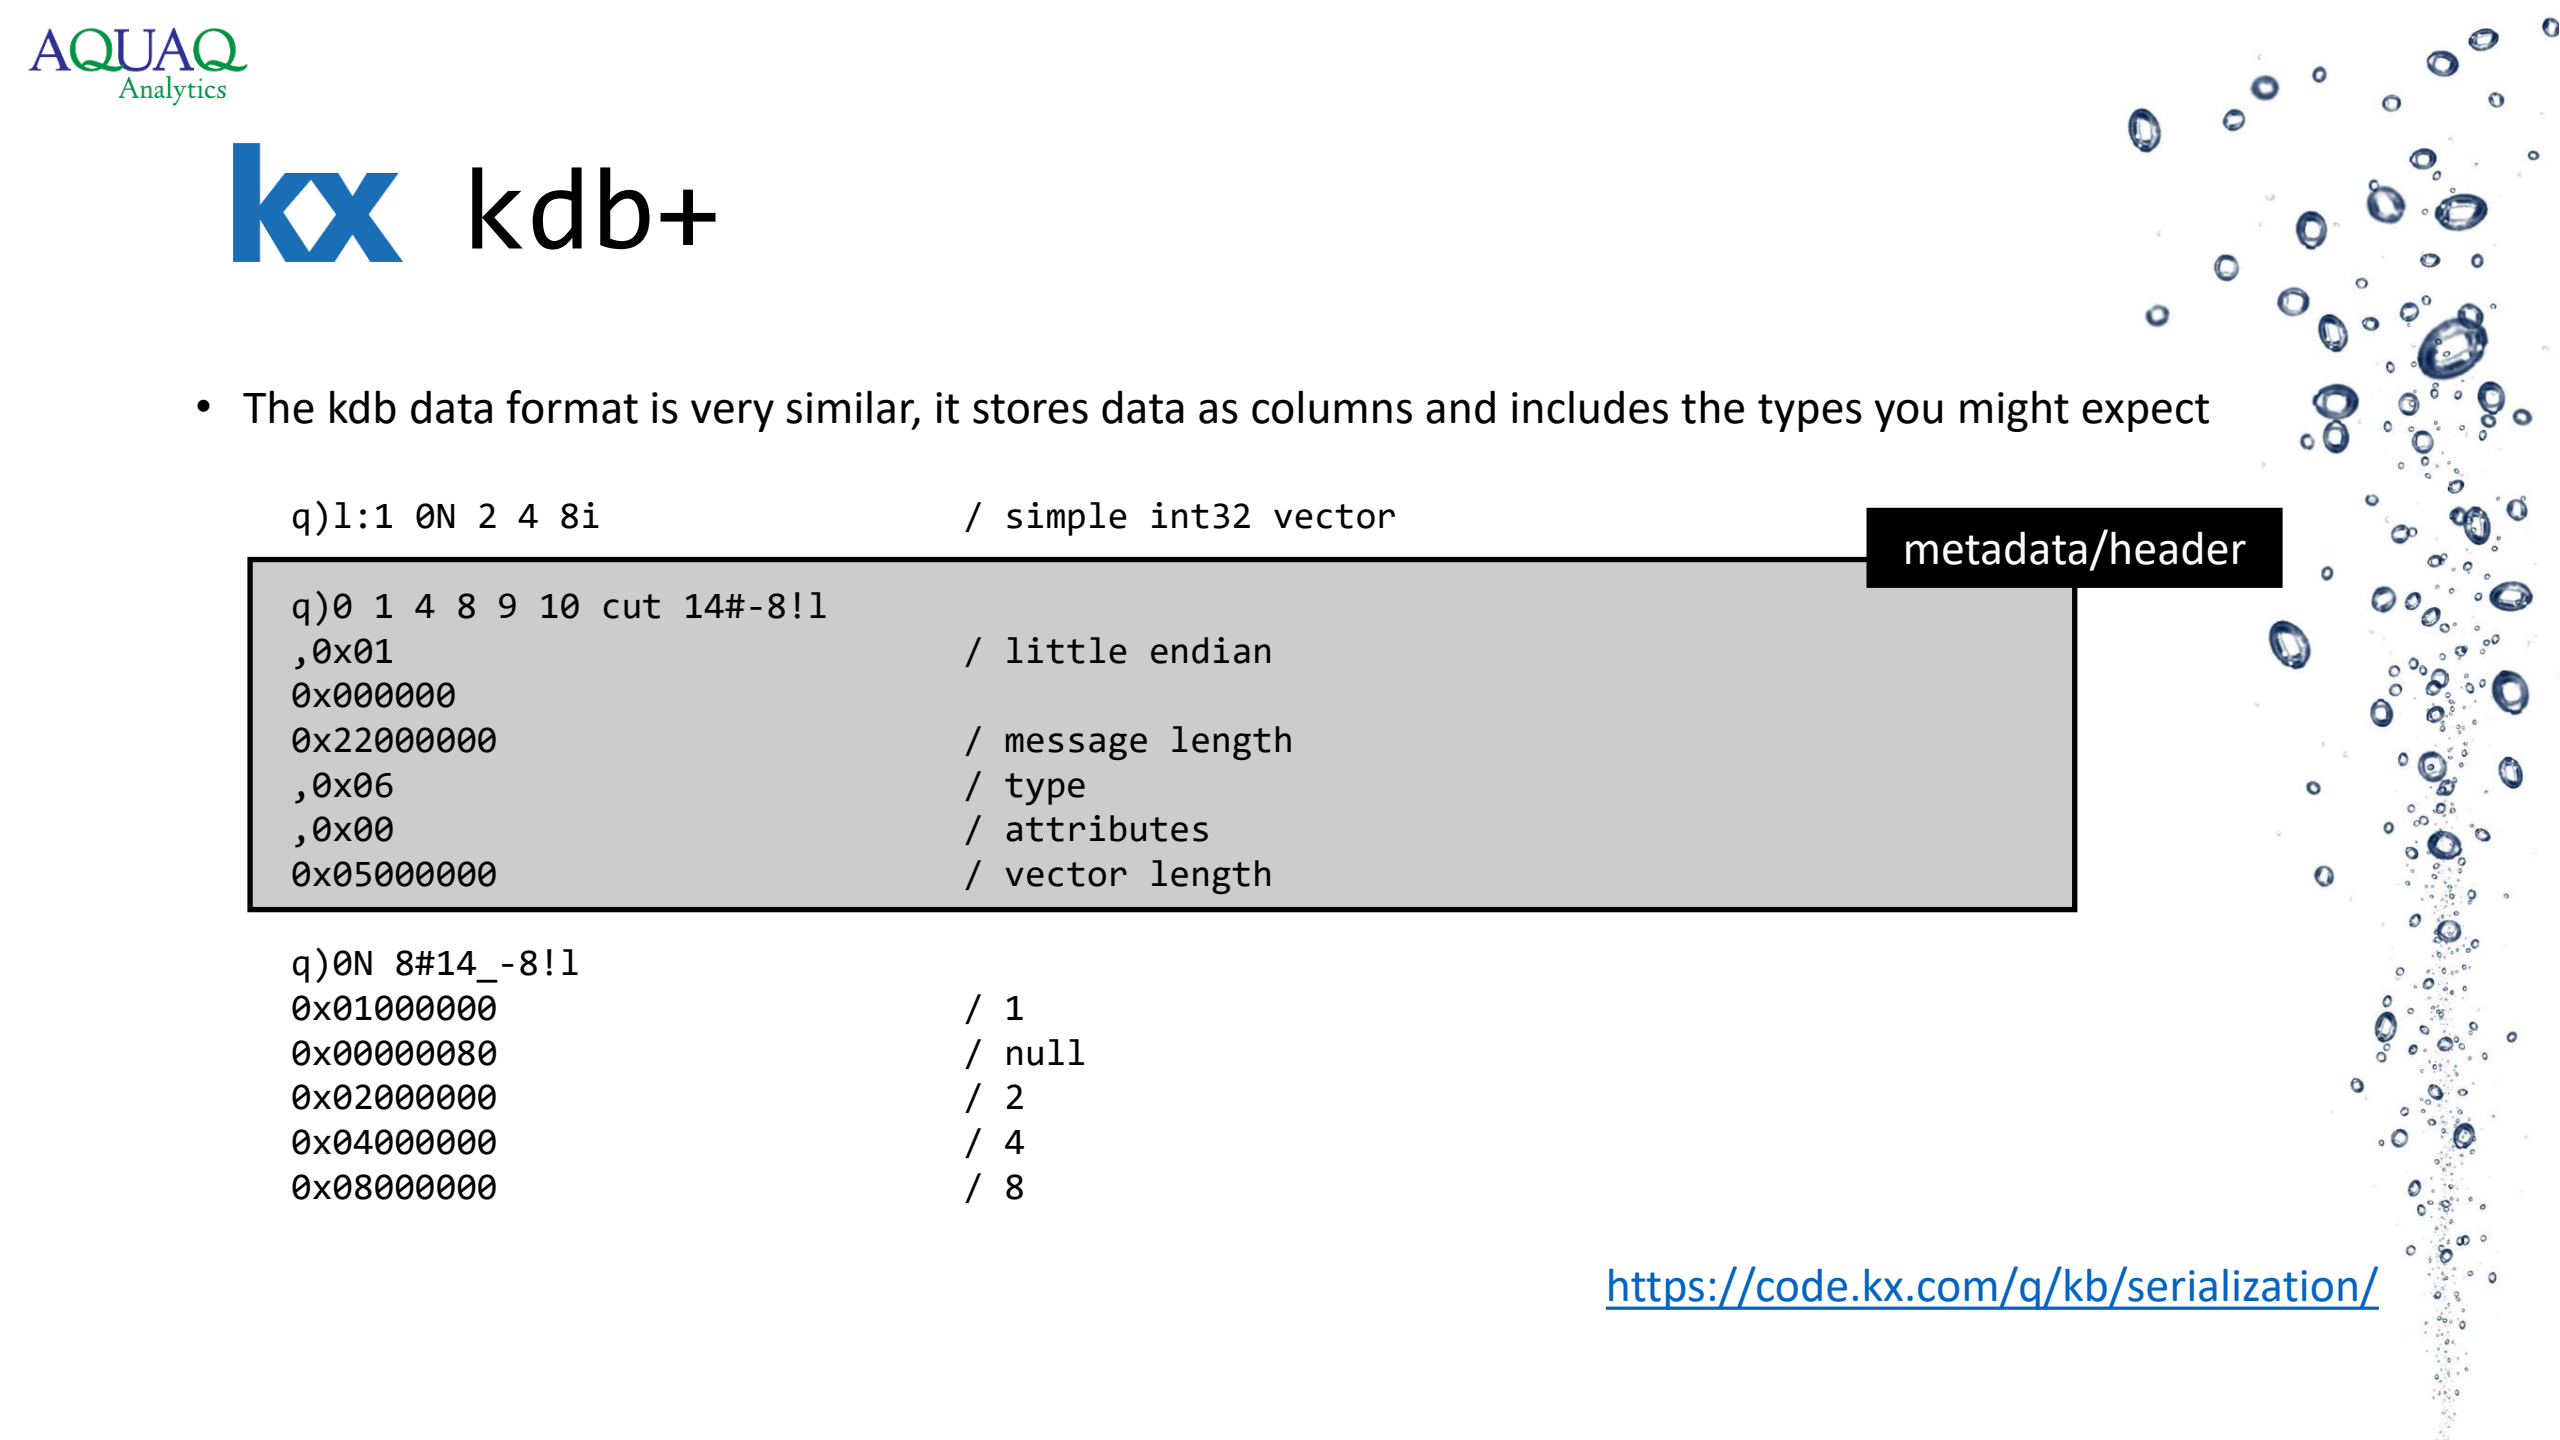 AQUAQ
Analytics
kx kdb+
• The kdb data format is very similar, it stores data as columns and includes the types you might expect
q)l:1 0N 2 4 8i / simple int32 vector
metadata/header
q)0 1 4 8 9 10 cut 14#-8!l
,0x01 / little endian
0x000000
0x22000000 / message length
,0x06 / type
,0x00 / attributes
0x05000000 / vector length
q)0N 8#14_-8!l
0x01000000 / 1
0x00000080 / null
0x02000000 / 2
0x04000000 / 4
0x08000000 / 8
https://code.kx.com/q/kb/serialization/